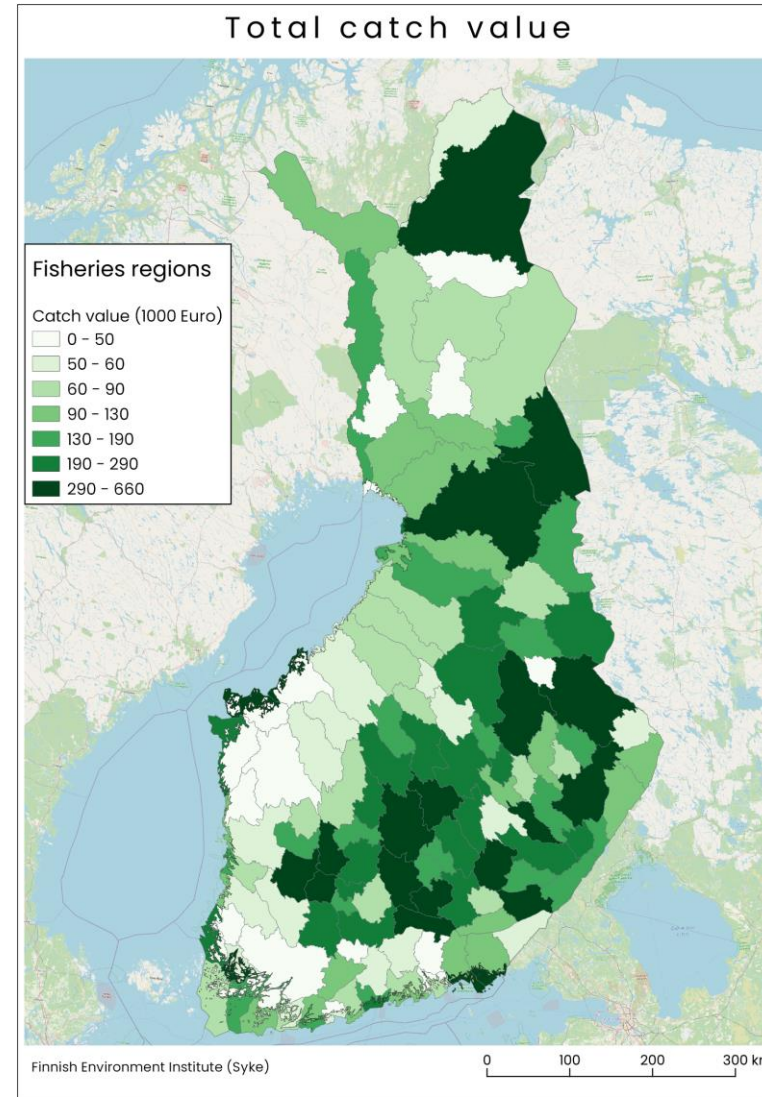 Total catch value
Fisheries regions
Catch value (1000 Euro)
0 - 50
50 - 60
60 - 90
90 - 130
130 - 190
190 - 290
290 - 660
Finnish Environment Institute (Syke)
0 100 200 300 km